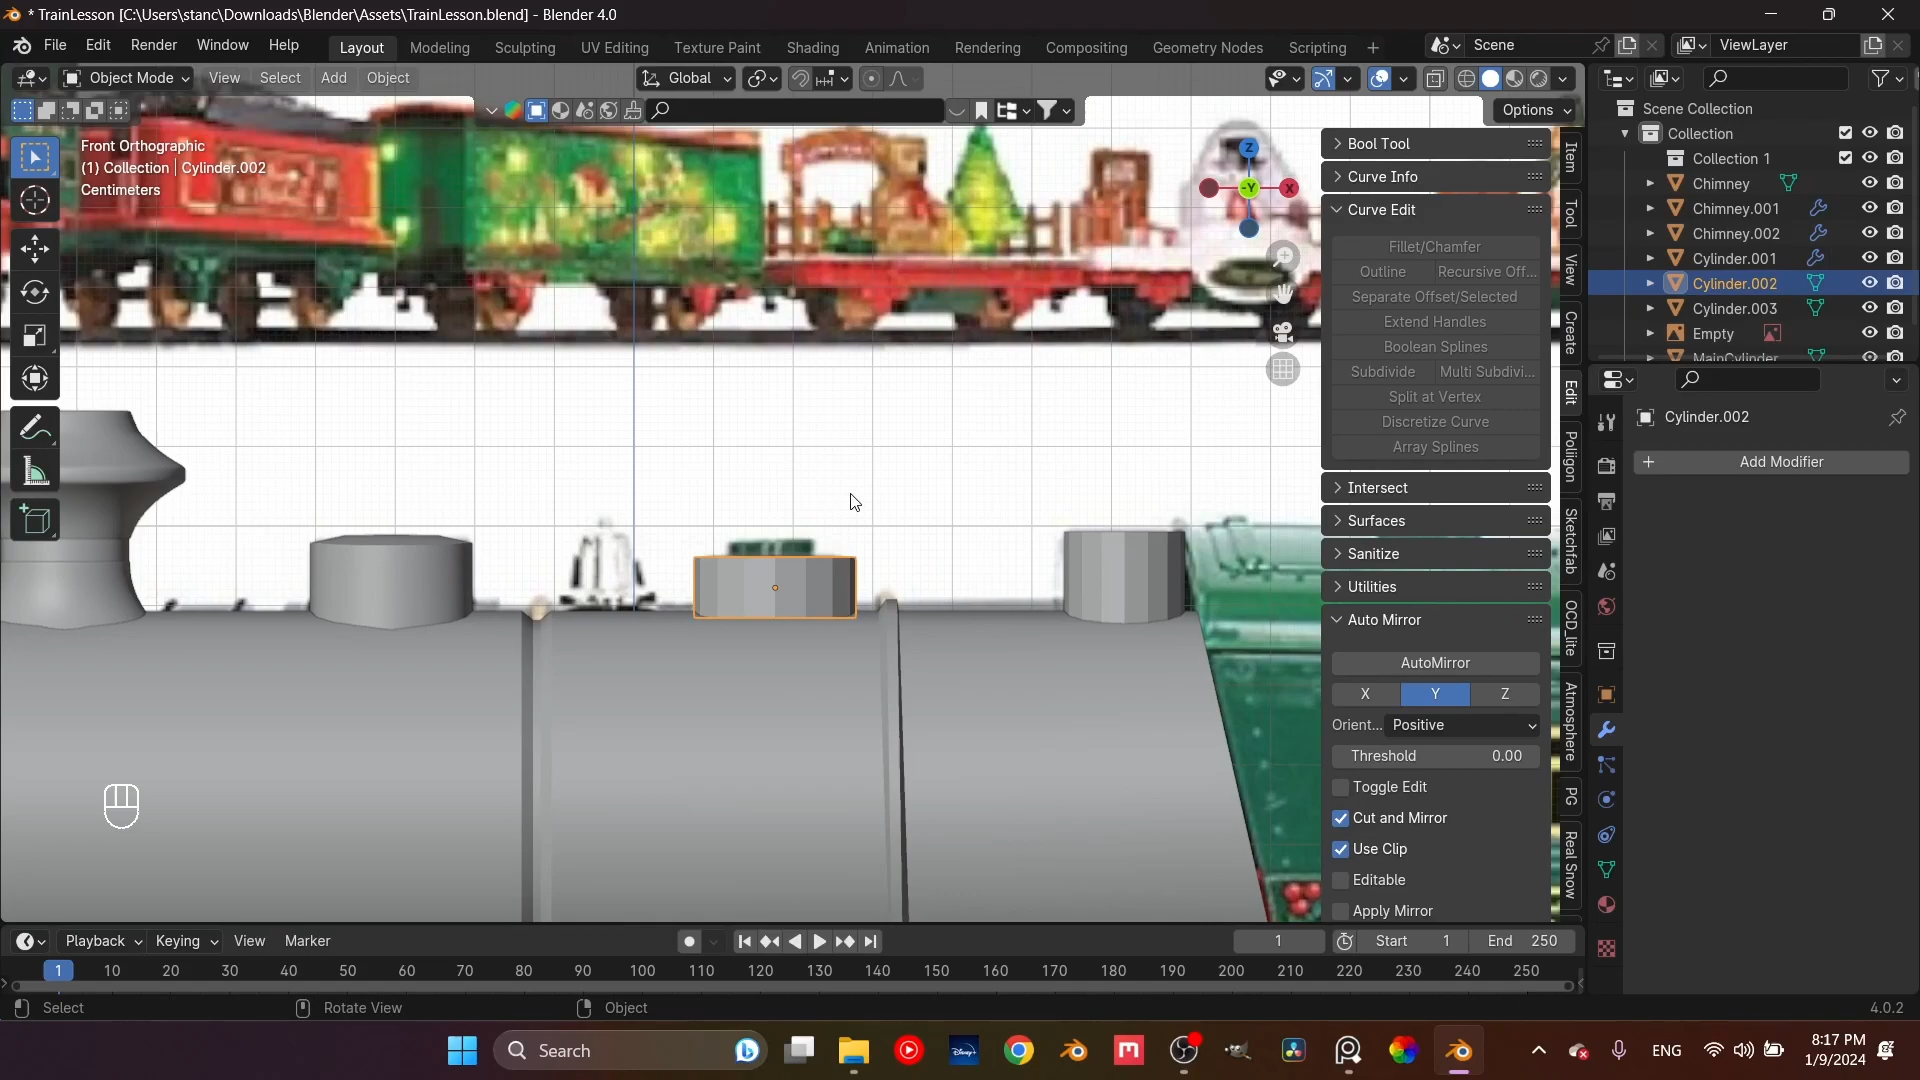 * TrainLesson [C:\Users\stanc\Downloads\Blender\Assets\TrainLesson.blend] - Blender 4.0
File Edit Render Window Help Layout Modeling Sculpting UV Editing Texture Paint Shading Animation Rendering Compositing Geometry Nodes Scripting + Scene ViewLayer
Object Mode View Select Add Object Global
Options
Front Orthographic
(1) Collection | Cylinder.002
Centimeters
Z
-Y
X
Bool Tool
Curve Info
Curve Edit
Fillet/Chamfer
Outline Recursive Off...
Separate Offset/Selected
Extend Handles
Boolean Splines
Subdivide Multi Subdivi...
Split at Vertex
Discretize Curve
Array Splines
Intersect
Surfaces
Sanitize
Utilities
Auto Mirror
AutoMirror
X Y Z
Orient... Positive
Threshold 0.00
Toggle Edit
Cut and Mirror
Use Clip
Editable
Apply Mirror
Item
Tool
View
Create
Edit
Poliigon
Sketchfab
OCD_lite
Atmosphere
PG
Real Snow
Scene Collection
Collection
Collection 1
Chimney
Chimney.001
Chimney.002
Cylinder.001
Cylinder.002
Cylinder.003
Empty
MainCylinder
Cylinder.002
+ Add Modifier
Playback Keying View Marker 1 Start 1 End 250
1 10 20 30 40 50 60 70 80 90 100 110 120 130 140 150 160 170 180 190 200 210 220 230 240 250
Select Rotate View Object 4.0.2
Search Disney+ ENG 8:17 PM
1/9/2024